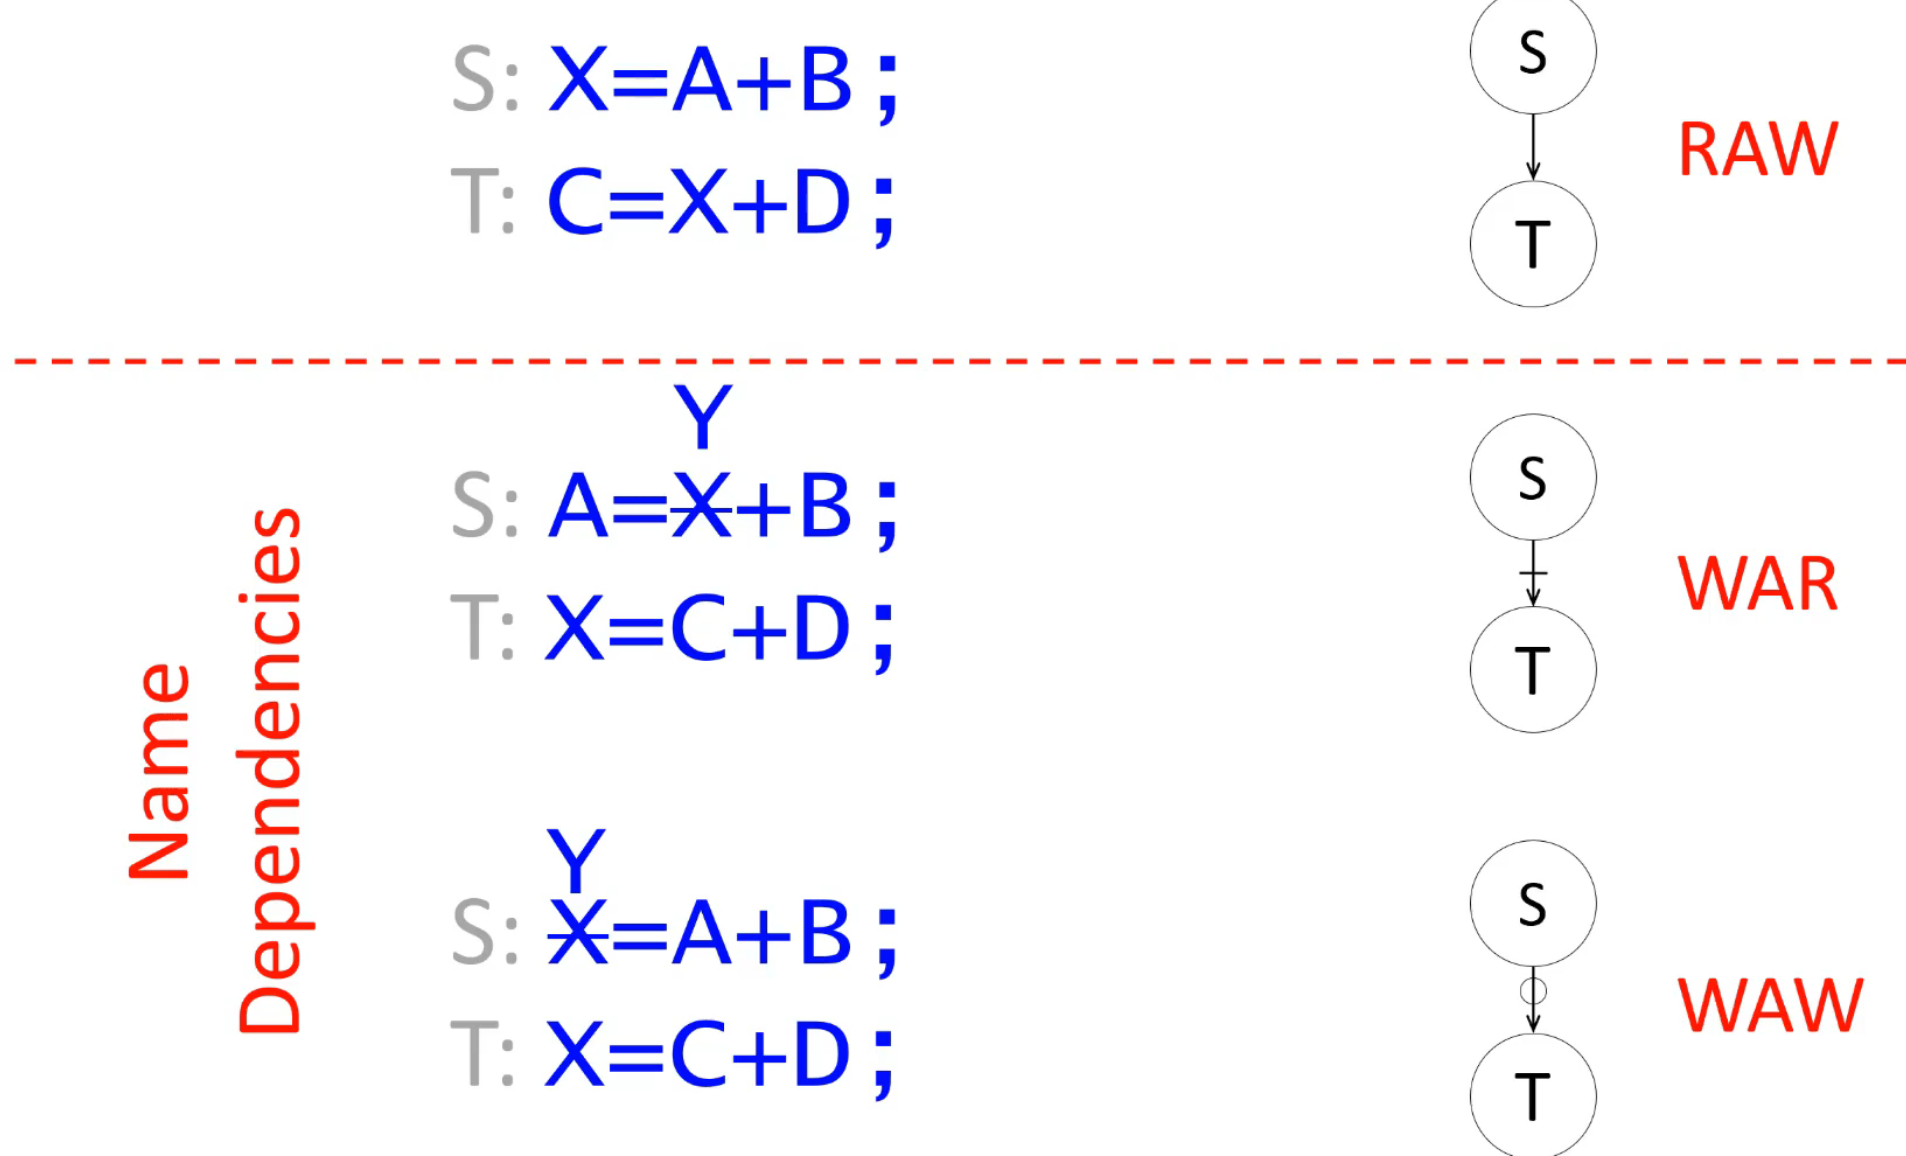 S: X=A+B;
T: C=X+D;
S
T
RAW
Name
Dependencies
Y
S: A=X+B;
T: X=C+D;
S
T
WAR
Y
S: X=A+B;
T: X=C+D;
S
T
WAW